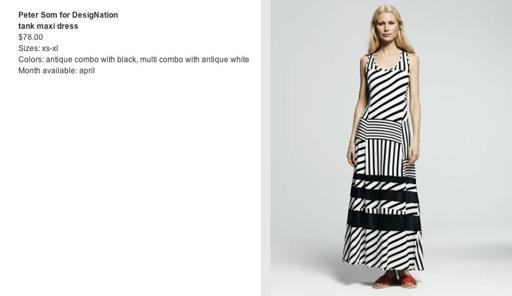 Peter Som for DesigNation
tank maxi dress
$78.00
Sizes: xs-xl
Colors: antique combo with black, multi combo with antique white
Month available: april